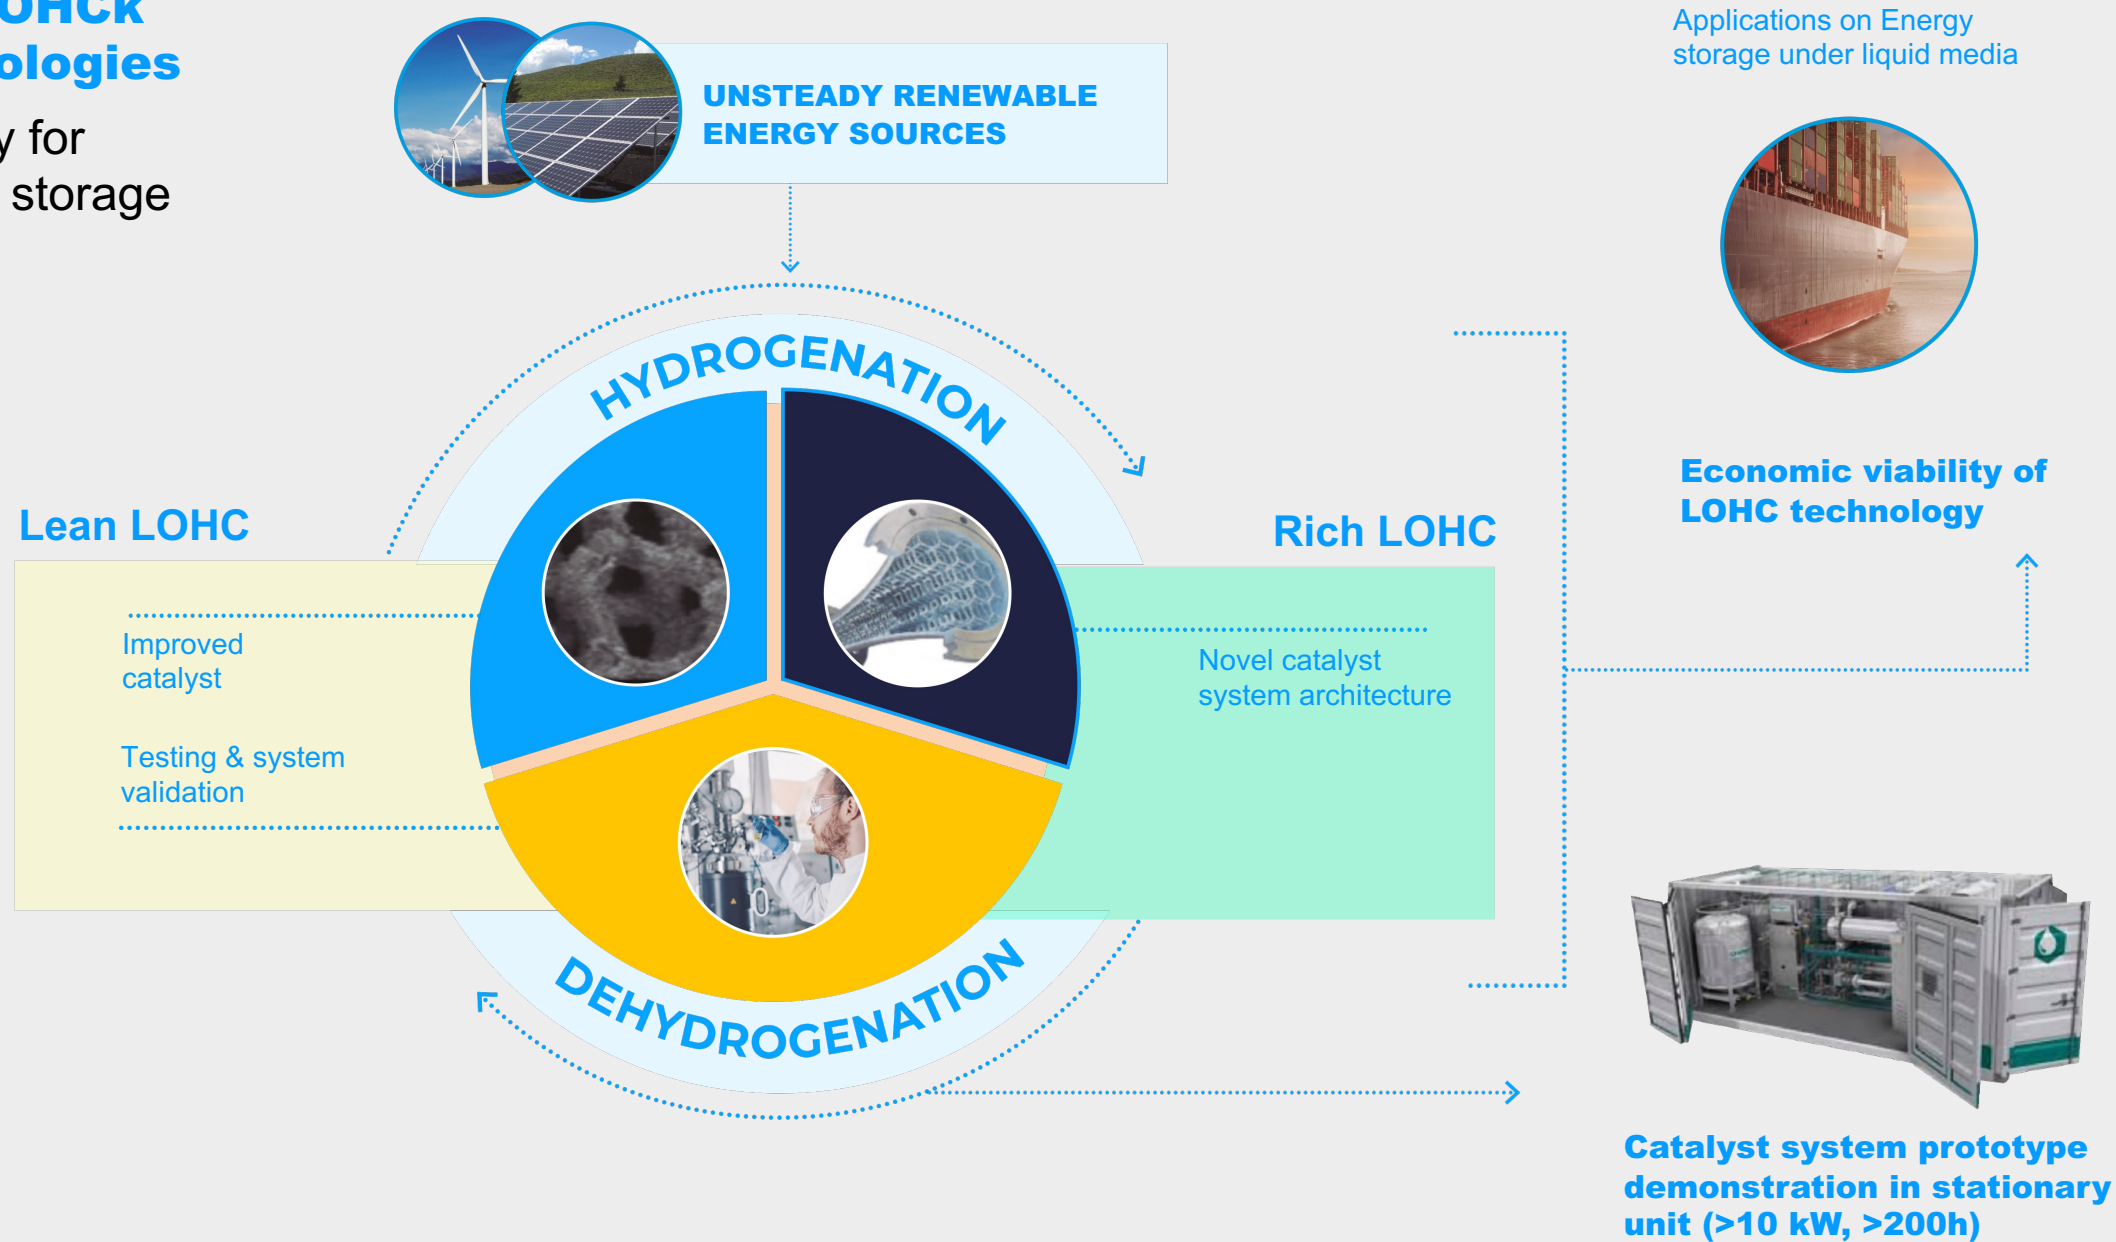 OHCk
ologies
y for
storage
UNSTEADY RENEWABLE
ENERGY SOURCES
Applications on Energy
storage under liquid media
HYDROGENATION
Lean LOHC
Rich LOHC
Economic viability of
LOHC technology
Improved
catalyst
Novel catalyst
system architecture
Testing & system
validation
DEHYDROGENATION
Catalyst system prototype
demonstration in stationary
unit (>10 kW, >200h)